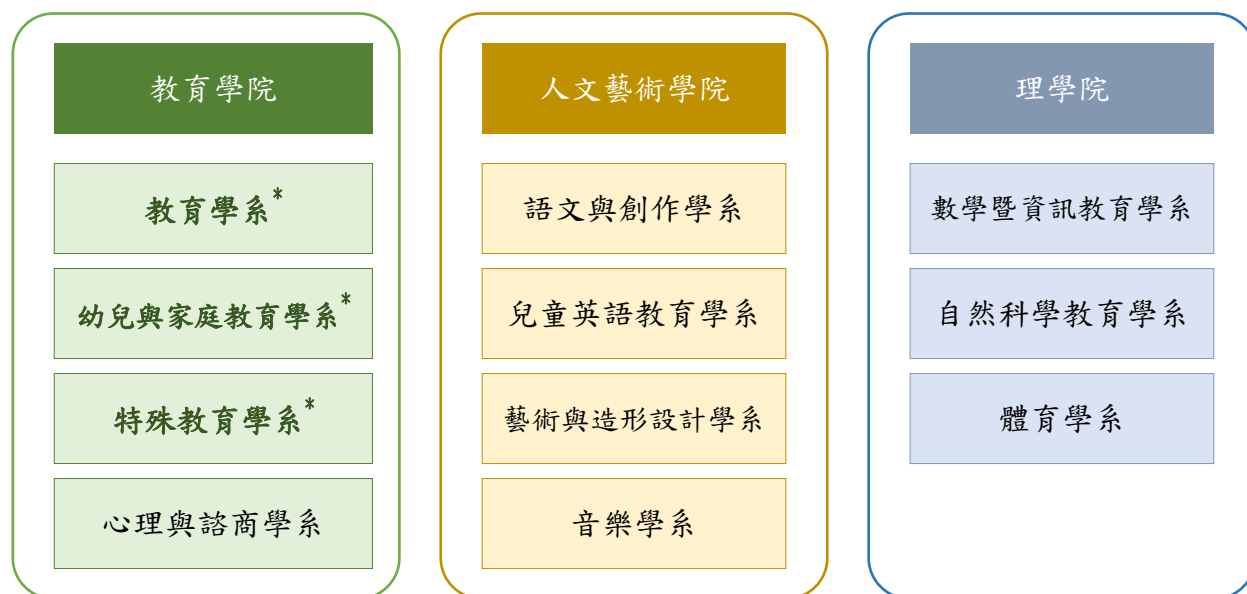 教育學院
教育學系*
幼兒與家庭教育學系*
特殊教育學系*
心理與諮商學系
人文藝術學院
語文與創作學系
兒童英語教育學系
藝術與造形設計學系
音樂學系
理學院
數學暨資訊教育學系
自然科學教育學系
體育學系